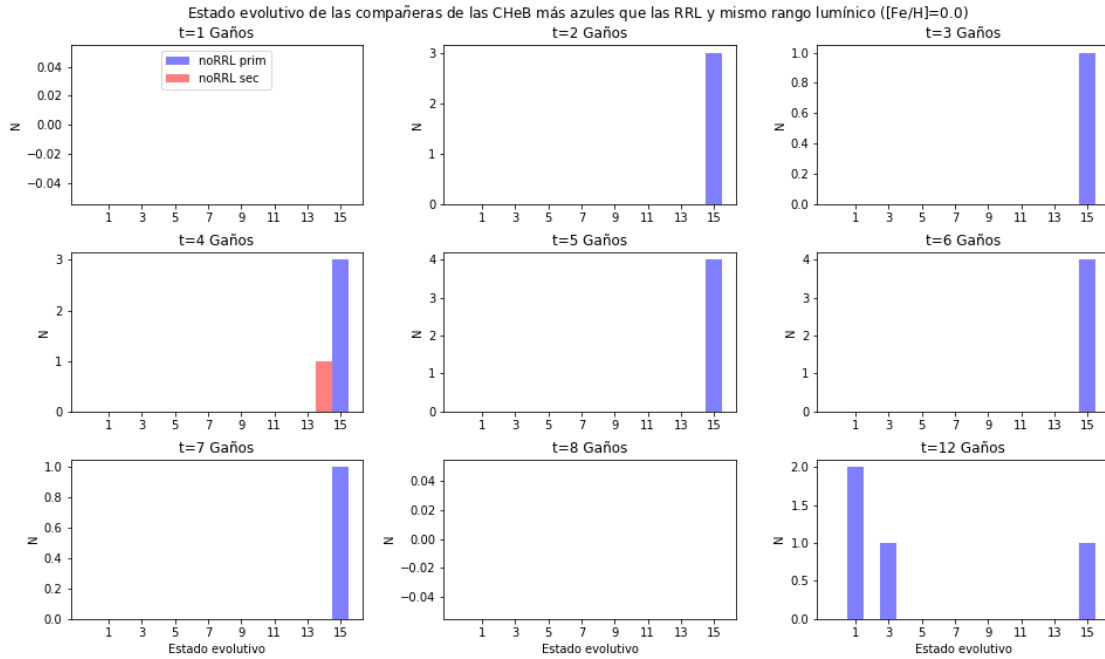 Estado evolutivo de las compañeras de las CHeB más azules que las RRL y mismo rango lumínico ([Fe/H]=0.0)
t=1 Gaños
noRRL prim
noRRL sec
N
0.04
0.02
0.00
−0.02
−0.04
1 3 5 7 9 11 13 15
t=2 Gaños
N
3
2
1
0
1 3 5 7 9 11 13 15
t=3 Gaños
N
1.0
0.8
0.6
0.4
0.2
0.0
1 3 5 7 9 11 13 15
t=4 Gaños
N
3
2
1
0
1 3 5 7 9 11 13 15
t=5 Gaños
N
4
3
2
1
0
1 3 5 7 9 11 13 15
t=6 Gaños
N
4
3
2
1
0
1 3 5 7 9 11 13 15
t=7 Gaños
N
1.0
0.8
0.6
0.4
0.2
0.0
1 3 5 7 9 11 13 15
Estado evolutivo
t=8 Gaños
N
0.04
0.02
0.00
−0.02
−0.04
1 3 5 7 9 11 13 15
Estado evolutivo
t=12 Gaños
N
2.0
1.5
1.0
0.5
0.0
1 3 5 7 9 11 13 15
Estado evolutivo